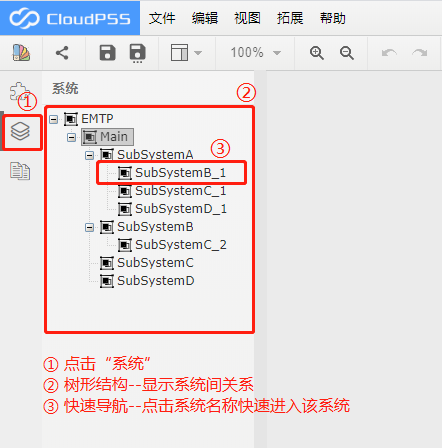 CloudPSS 文件 编辑 视图 拓展 帮助
100%
系统
①
②
EMTP
Main
SubSystemA
③
SubSystemB_1
SubSystemC_1
SubSystemD_1
SubSystemB
SubSystemC_2
SubSystemC
SubSystemD
① 点击“系统”
② 树形结构--显示系统间关系
③ 快速导航--点击系统名称快速进入该系统